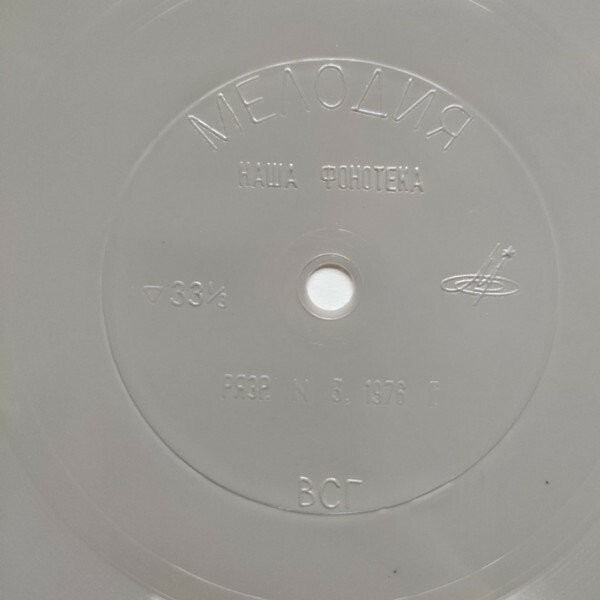 МЕЛОДИЯ
НАША ФОНОТЕКА
33⅓
N 3, 1976
ВСГ